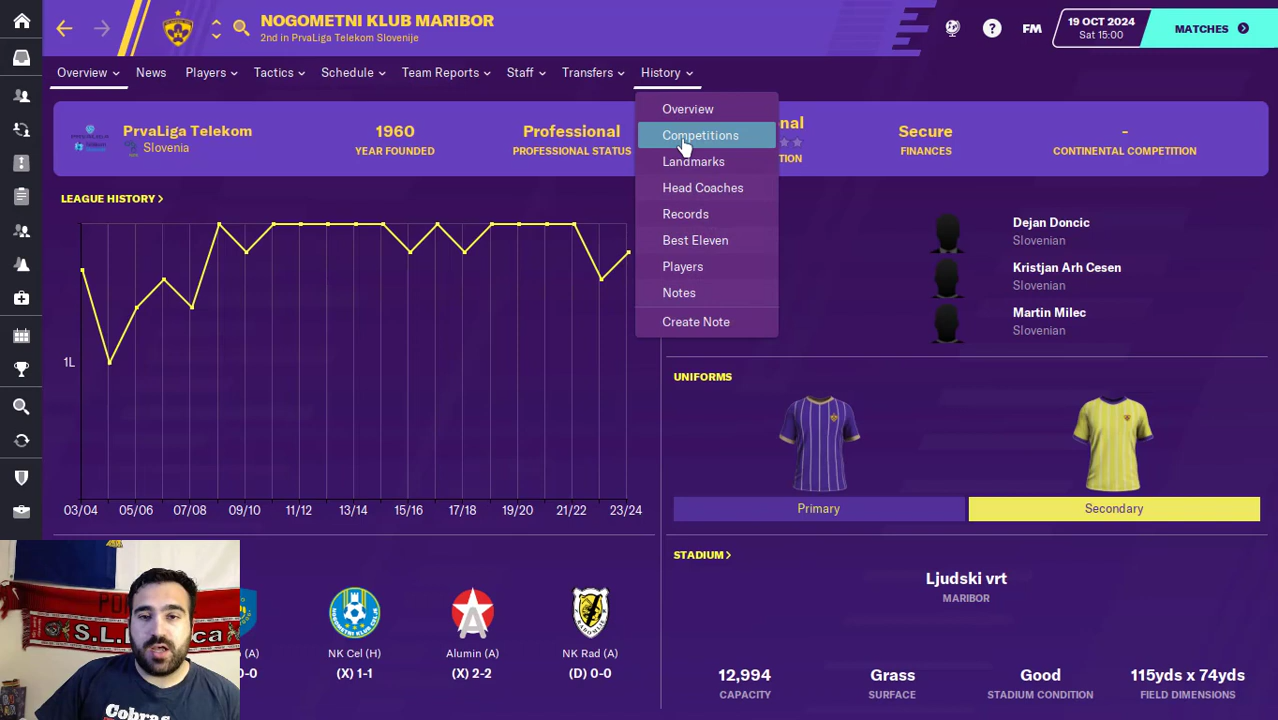 NOGOMETNI KLUB MARIBOR
2nd in PrvaLiga Telekom Slovenije
FM
19 OCT 2024
Sat 15:00
MATCHES
Overview
News
Players
Tactics
Schedule
Team Reports
Staff
Transfers
History
Overview
Competitions
Landmarks
Head Coaches
Records
Best Eleven
Players
Notes
Create Note
PrvaLiga Telekom
Slovenia
1960
YEAR FOUNDED
Professional
PROFESSIONAL STATUS
Secure
FINANCES
-
CONTINENTAL COMPETITION
LEAGUE HISTORY
1L
03/04 05/06 07/08 09/10 11/12 13/14 15/16 17/18 19/20 21/22 23/24
Dejan Doncic
Slovenian
Kristjan Arh Cesen
Slovenian
Martin Milec
Slovenian
UNIFORMS
Primary
Secondary
STADIUM
Ljudski vrt
MARIBOR
12,994
CAPACITY
Grass
SURFACE
Good
STADIUM CONDITION
115yds x 74yds
FIELD DIMENSIONS
(A)
0-0
NK Cel (H)
(X) 1-1
Alumin (A)
(X) 2-2
NK Rad (A)
(D) 0-0
S.L.
Cobras